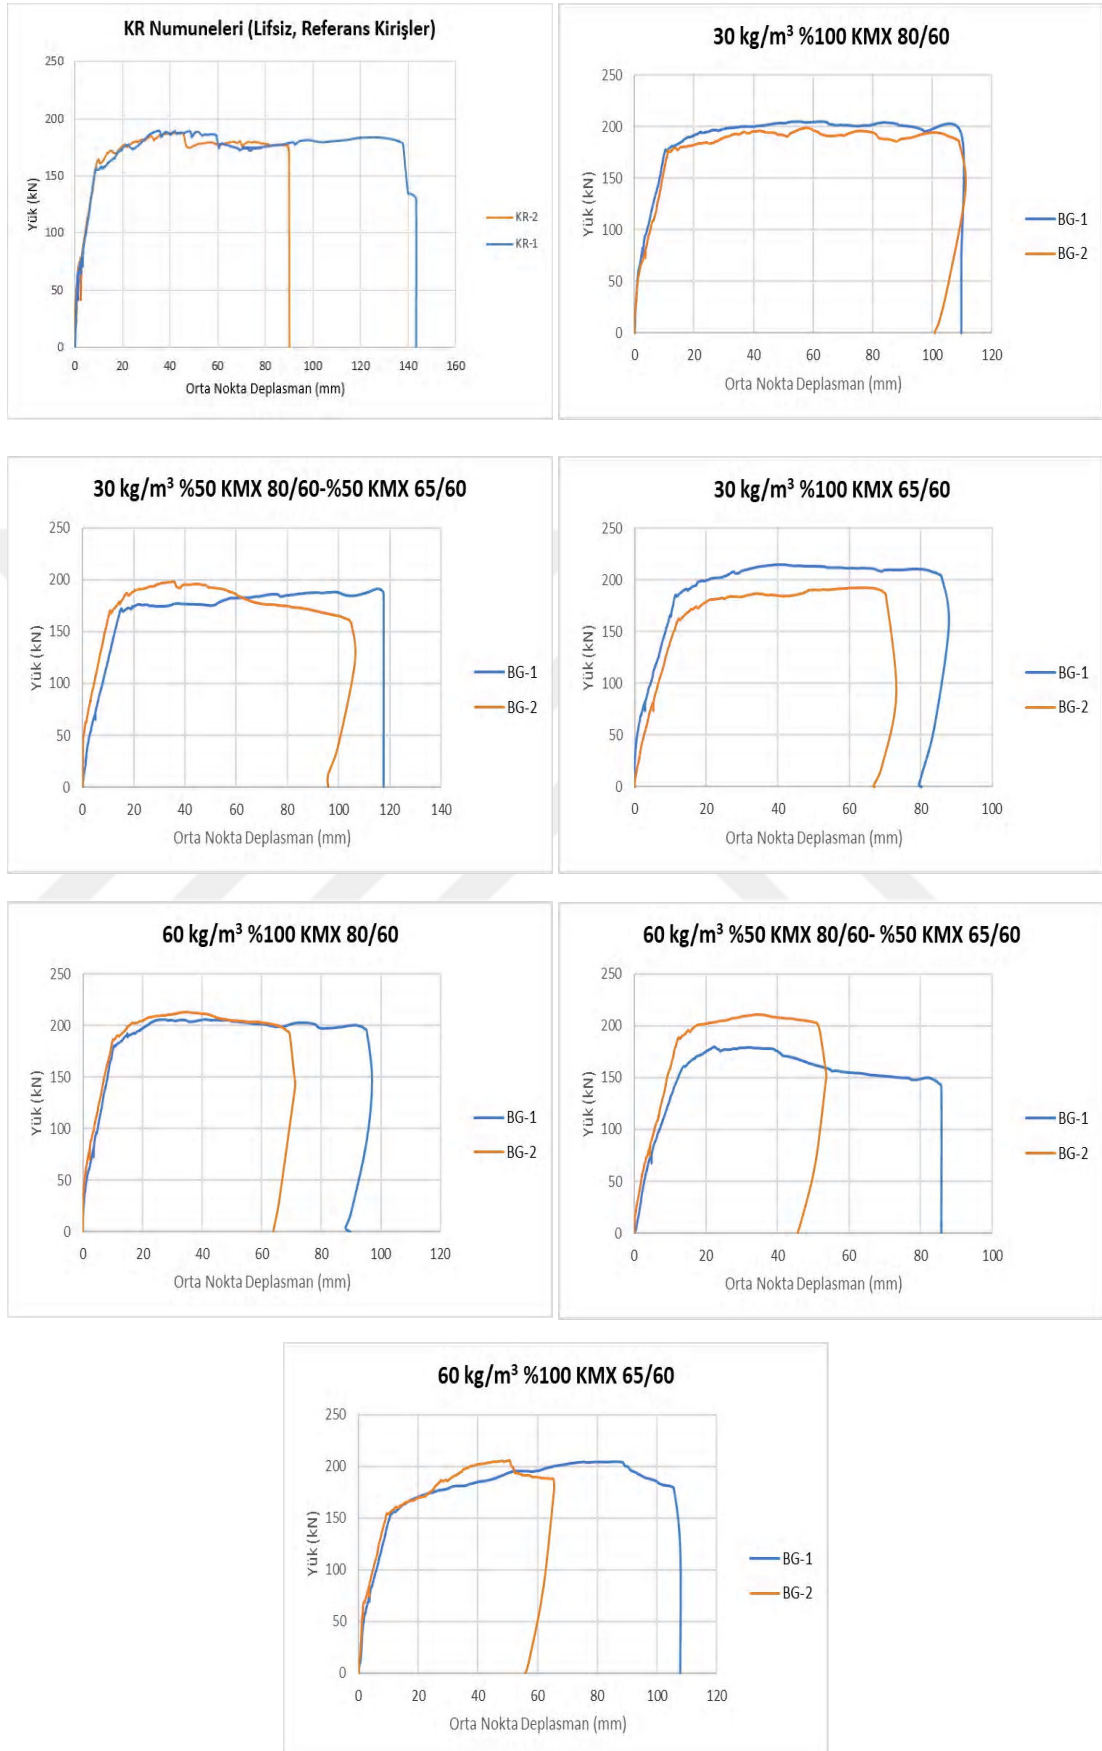 KR Numuneleri (Lifsiz, Referans Kirişler)
250
200
150
100
50
0
Yük (kN)
0 20 40 60 80 100 120 140 160
Orta Nokta Deplasman (mm)
KR-2
KR-1
30 kg/m³ %100 KMX 80/60
250
200
150
100
50
0
Yük (kN)
0 20 40 60 80 100 120
Orta Nokta Deplasman (mm)
BG-1
BG-2
30 kg/m³ %50 KMX 80/60-%50 KMX 65/60
250
200
150
100
50
0
Yük (kN)
0 20 40 60 80 100 120 140
Orta Nokta Deplasman (mm)
BG-1
BG-2
30 kg/m³ %100 KMX 65/60
250
200
150
100
50
0
Yük (kN)
0 20 40 60 80 100
Orta Nokta Deplasman (mm)
BG-1
BG-2
60 kg/m³ %100 KMX 80/60
250
200
150
100
50
0
Yük (kN)
0 20 40 60 80 100 120
Orta Nokta Deplasman (mm)
BG-1
BG-2
60 kg/m³ %50 KMX 80/60- %50 KMX 65/60
250
200
150
100
50
0
Yük (kN)
0 20 40 60 80 100
Orta Nokta Deplasman (mm)
BG-1
BG-2
60 kg/m³ %100 KMX 65/60
250
200
150
100
50
0
Yük (kN)
0 20 40 60 80 100 120
Orta Nokta Deplasman (mm)
BG-1
BG-2